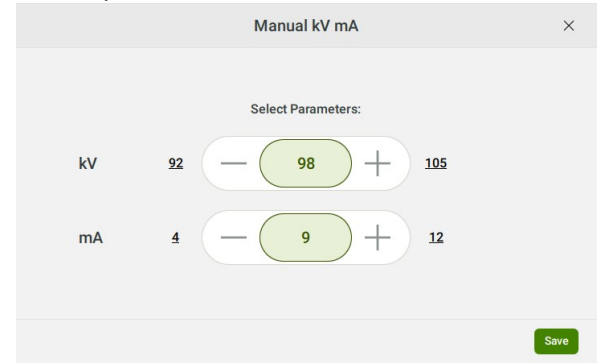 Manual kV mA
Select Parameters:
kV 92 98 105
mA 4 9 12
Save